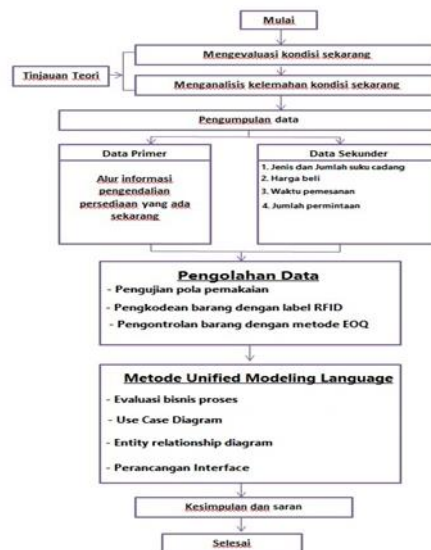 Mulai
Mengevaluasi kondisi sekarang
Tinjauan Teori
Menganalisis kelemahan kondisi sekarang
Pengumpulan data
Data Primer
Alur informasi
pengendalian
persediaan yang ada
sekarang
Data Sekunder
1. Jenis dan Jumlah suku cadang
2. Harga beli
3. Waktu pemesanan
4. Jumlah permintaan
Pengolahan Data
- Pengujian pola pemakaian
- Pengkodean barang dengan label RFID
- Pengontrolan barang dengan metode EOQ
Metode Unified Modeling Language
- Evaluasi bisnis proses
- Use Case Diagram
- Entity relationship diagram
- Perancangan Interface
Kesimpulan dan saran
Selesai